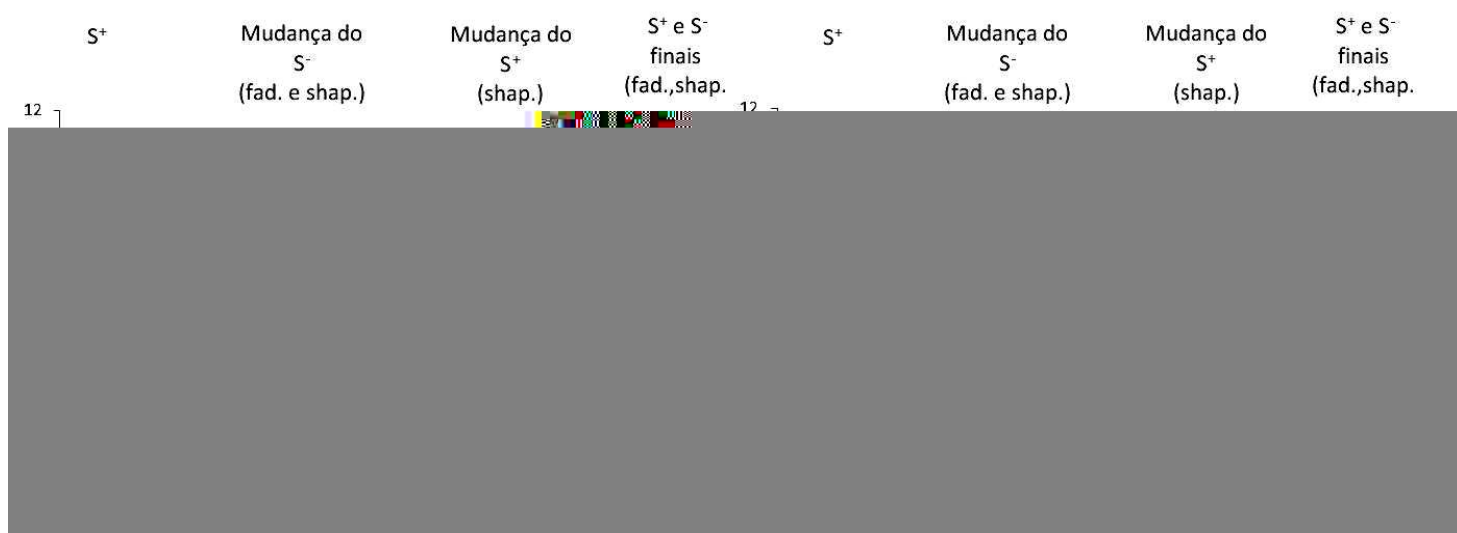 S⁺
Mudança do
S⁻
(fad. e shap.)
Mudança do
S⁺
(shap.)
S⁺ e S⁻
finais
(fad.,shap.
12
S⁺
Mudança do
S⁻
(fad. e shap.)
Mudança do
S⁺
(shap.)
S⁺ e S⁻
finais
(fad.,shap.
12